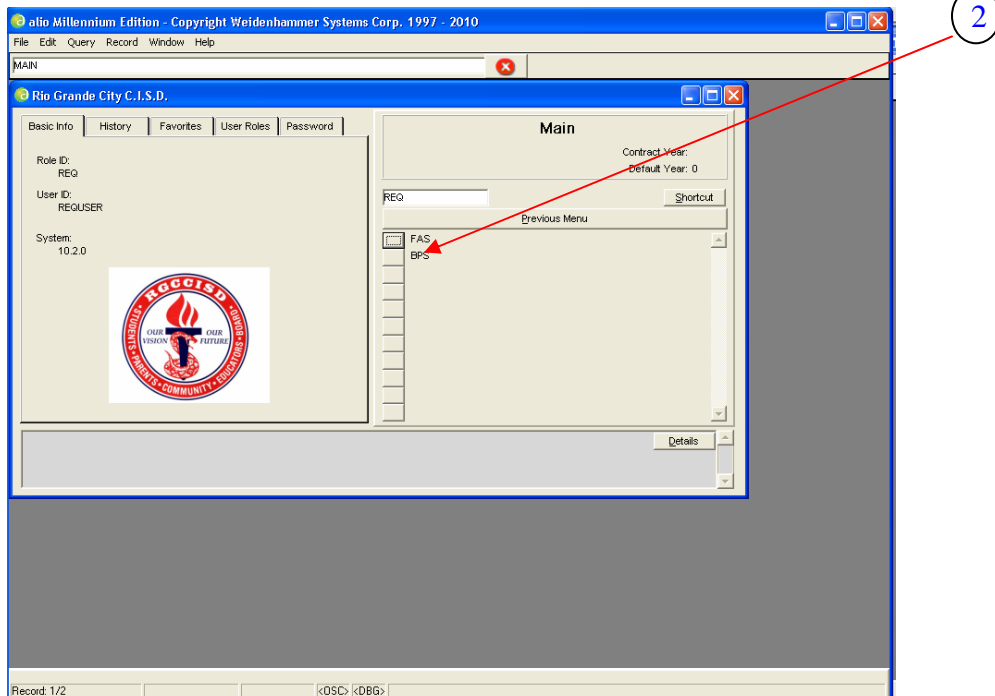 alio Millennium Edition - Copyright Weidenhammer Systems Corp. 1997 - 2010
2
File Edit Query Record Window Help
MAIN
Rio Grande City C.I.S.D.
Basic Info History Favorites User Roles Password
Main
Contract Year:
Default Year: 0
Role ID:
REQ
User ID:
REQUSER
System:
10.2.0
REQ
Shortcut
Previous Menu
FAS
BPS
RGCCISD
OUR VISION
OUR FUTURE
STUDENTS • PARENTS • COMMUNITY • EDUCATORS • BOARD
Details
Record: 1/2
<OSC> <DBG>